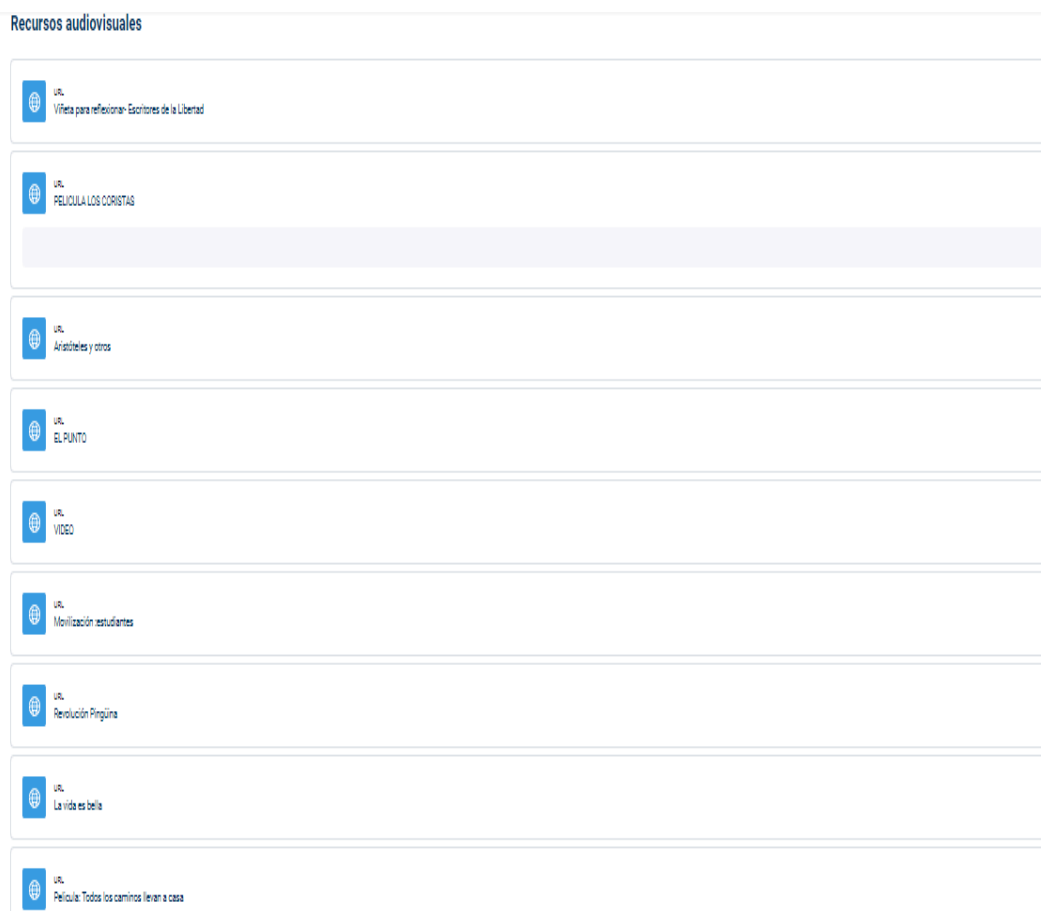 Recursos audiovisuales
URL
Viñeta para reflexionar- Escritores de la Libertad
URL
PELICULA LOS CORISTAS
URL
Aristóteles y otros
URL
EL PUNTO
URL
VIDEO
URL
Movilización :estudiantes
URL
Revolución Pingüina
URL
La vida es bella
URL
Pelicula: Todos los caminos llevan a casa